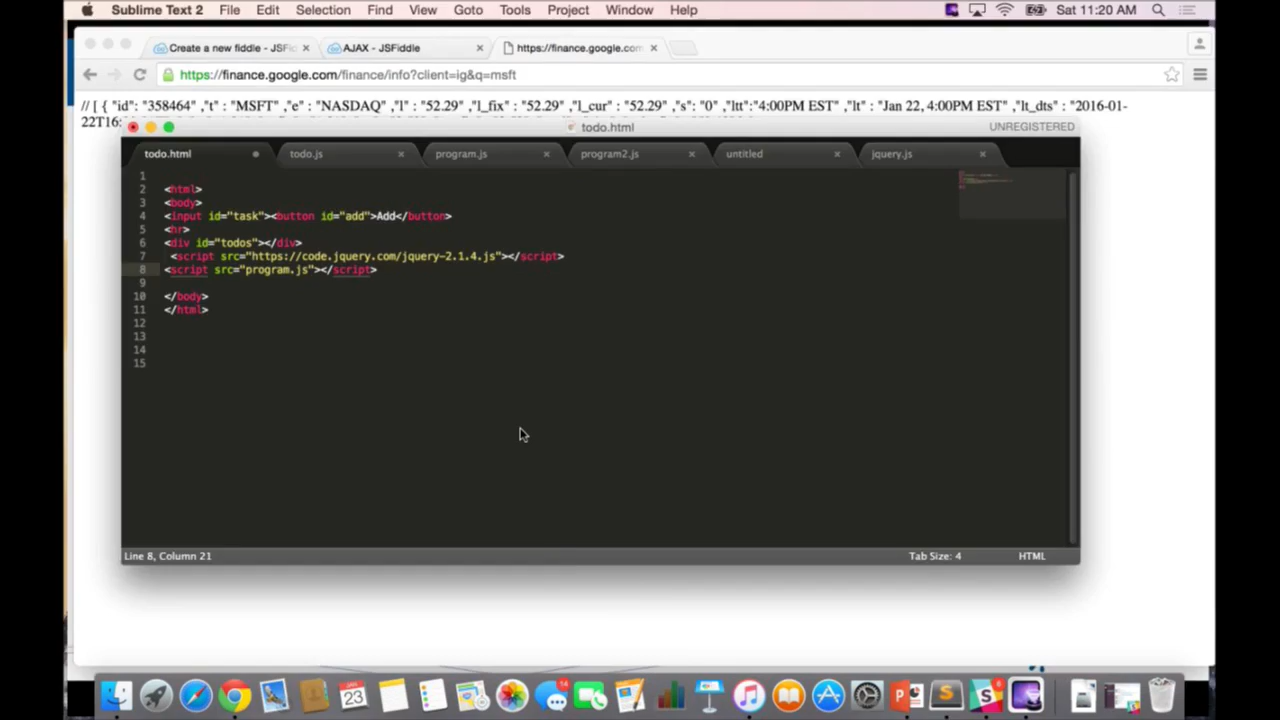 Sublime Text 2 File Edit Selection Find View Goto Tools Project Window Help Sat 11:20 AM
Create a new fiddle - JSFid AJAX - JSFiddle https://finance.google.com
https://finance.google.com/finance/info?client=ig&q=msft
// [ { "id": "358464" ,"t" : "MSFT" ,"e" : "NASDAQ" ,"l" : "52.29" ,"l_fix" : "52.29" ,"l_cur" : "52.29" ,"s": "0" ,"ltt":"4:00PM EST" ,"lt" : "Jan 22, 4:00PM EST" ,"lt_dts" : "2016-01-
22T16:
todo.html UNREGISTERED
todo.html todo.js program.js program2.js untitled jquery.js
1
2 <html>
3 <body>
4 <input id="task"><button id="add">Add</button>
5 <hr>
6 <div id="todos"></div>
7 <script src="https://code.jquery.com/jquery-2.1.4.js"></script>
8 <script src="program.js"></script>
9
10 </body>
11 </html>
12
13
14
15
Line 8, Column 21 Tab Size: 4 HTML
JAN
23
14